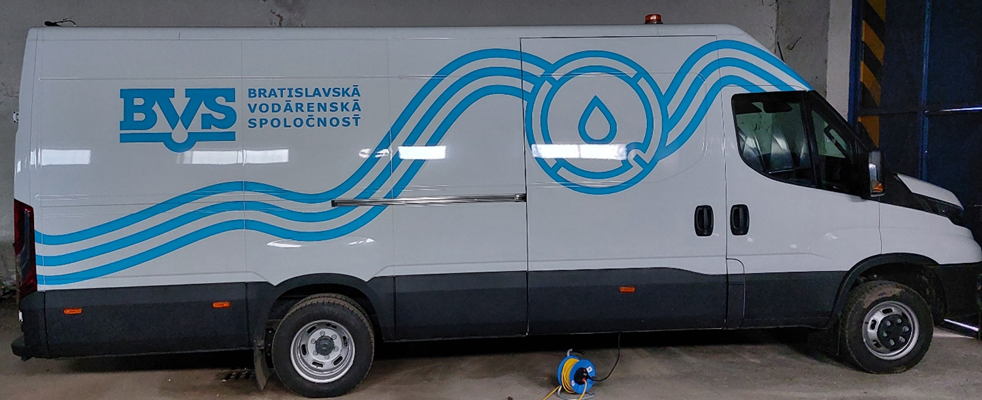 BVS
BRATISLAVSKÁ
VODÁRENSKÁ
SPOLOČNOSŤ